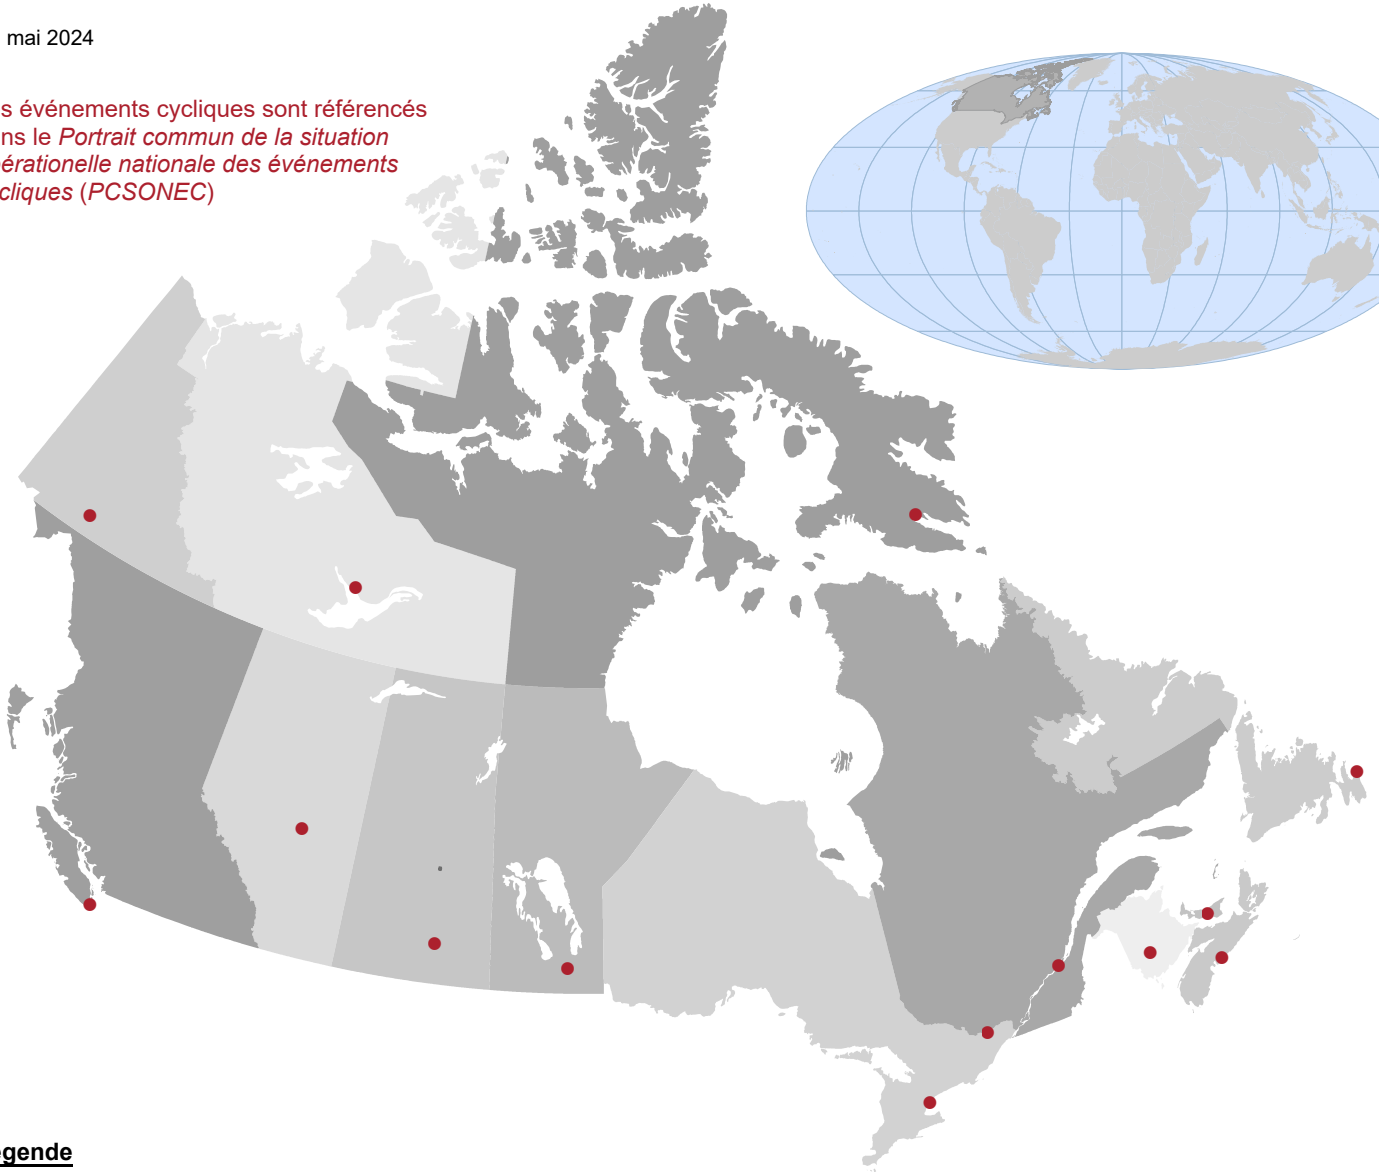 mai 2024
s événements cycliques sont référencés
ns le Portrait commun de la situation
érationelle nationale des événements
cliques (PCSONEC)
gende